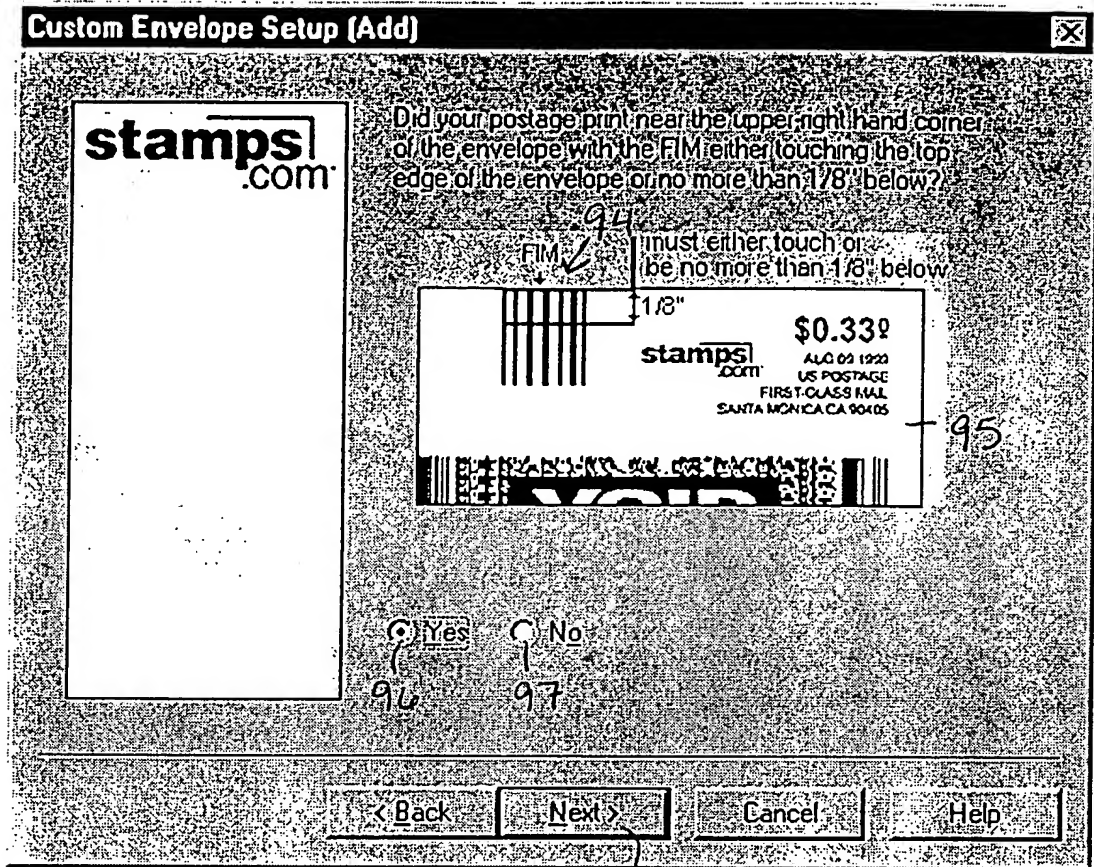 Custom Envelope Setup (Add)
stamps
.com
Did your postage print near the upper-right hand corner
of the envelope with the FIM either touching the top
edge of the envelope or no more than 1/8" below?
94
FIM
must either touch or
be no more than 1/8" below
1/8"
$0.33º
stamps
.com
US POSTAGE
FIRST-CLASS MAIL
SANTA MONICA CA 90405
95
VOID
Yes
No
96
97
< Back
Next >
Cancel
Help